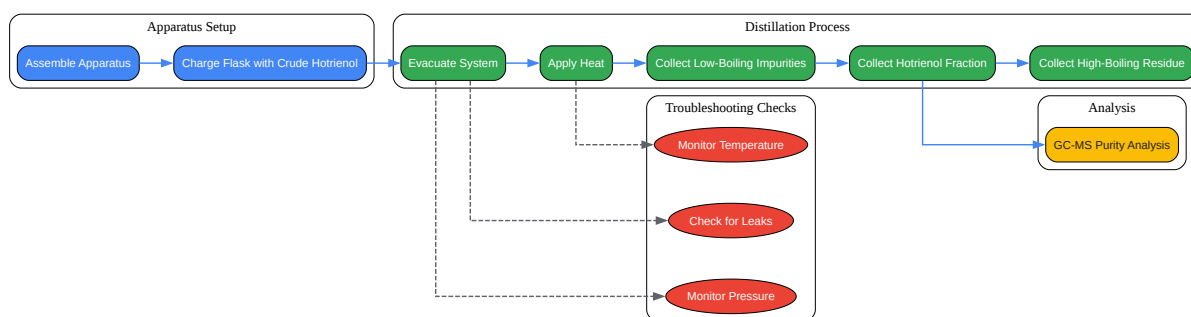 Apparatus Setup
Distillation Process
Assemble Apparatus
Charge Flask with Crude Hotrienol
Evacuate System
Apply Heat
Collect Low-Boiling Impurities
Collect Hotrienol Fraction
Collect High-Boiling Residue
Troubleshooting Checks
Monitor Temperature
Check for Leaks
Monitor Pressure
Analysis
GC-MS Purity Analysis